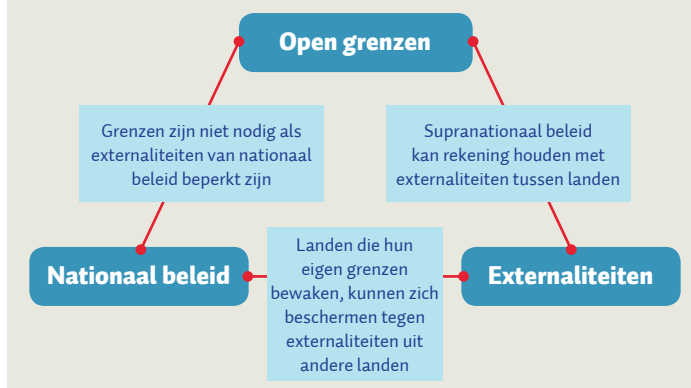 Open grenzen
Grenzen zijn niet nodig als
externaliteiten van nationaal
beleid beperkt zijn
Supranationaal beleid
kan rekening houden met
externaliteiten tussen landen
Nationaal beleid
Landen die hun
eigen grenzen
bewaken, kunnen zich
beschermen tegen
externaliteiten uit
andere landen
Externaliteiten